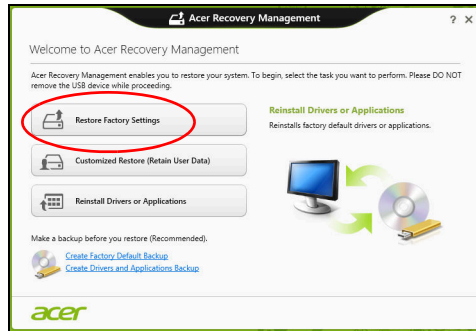 Acer Recovery Management
? X
Welcome to Acer Recovery Management
Acer Recovery Management enables you to restore your system. To begin, select the task you want to perform. Please DO NOT
remove the USB device while proceeding.
Restore Factory Settings
Reinstall Drivers or Applications
Reinstalls factory default drivers or applications.
Customized Restore (Retain User Data)
Reinstall Drivers or Applications
Make a backup before you restore (Recommended).
Create Factory Default Backup
Create Drivers and Applications Backup
acer